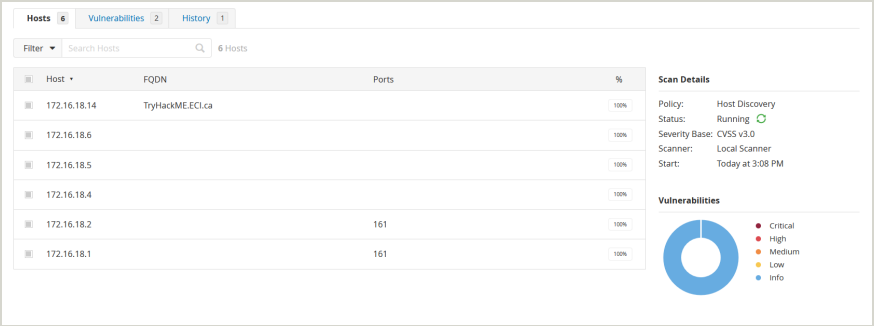 Hosts 6 Vulnerabilities 2 History 1
Filter Search Hosts 6 Hosts
Host FQDN Ports %
172.16.18.14 TryHackME.ECI.ca 100%
172.16.18.6 100%
172.16.18.5 100%
172.16.18.4 100%
172.16.18.2 161 100%
172.16.18.1 161 100%
Scan Details
Policy: Host Discovery
Status: Running
Severity Base: CVSS v3.0
Scanner: Local Scanner
Start: Today at 3:08 PM
Vulnerabilities
Critical
High
Medium
Low
Info